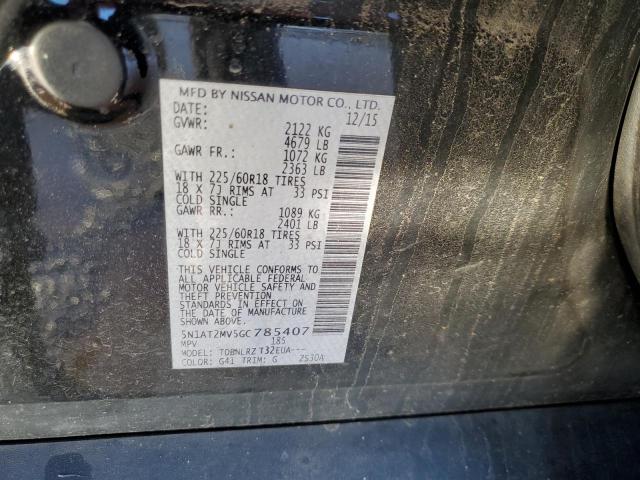 MFD BY NISSAN MOTOR CO., LTD.
DATE: 12/15
GVWR: 2122 KG
4679 LB
GAWR FR.: 1072 KG
2363 LB
WITH 225/60R18 TIRES
18 X 7J RIMS AT 33 PSI
COLD SINGLE
GAWR RR.: 1089 KG
2401 LB
WITH 225/60R18 TIRES
18 X 7J RIMS AT 33 PSI
COLD SINGLE
THIS VEHICLE CONFORMS TO
ALL APPLICABLE FEDERAL
MOTOR VEHICLE SAFETY AND
THEFT PREVENTION
STANDARDS IN EFFECT ON
THE DATE OF MANUFACTURE
SHOWN ABOVE.
5N1AT2MV5GC785407
MPV 185
MODEL: TDBNLRZ T32EUA---
COLOR: G41 TRIM: G 2S30A